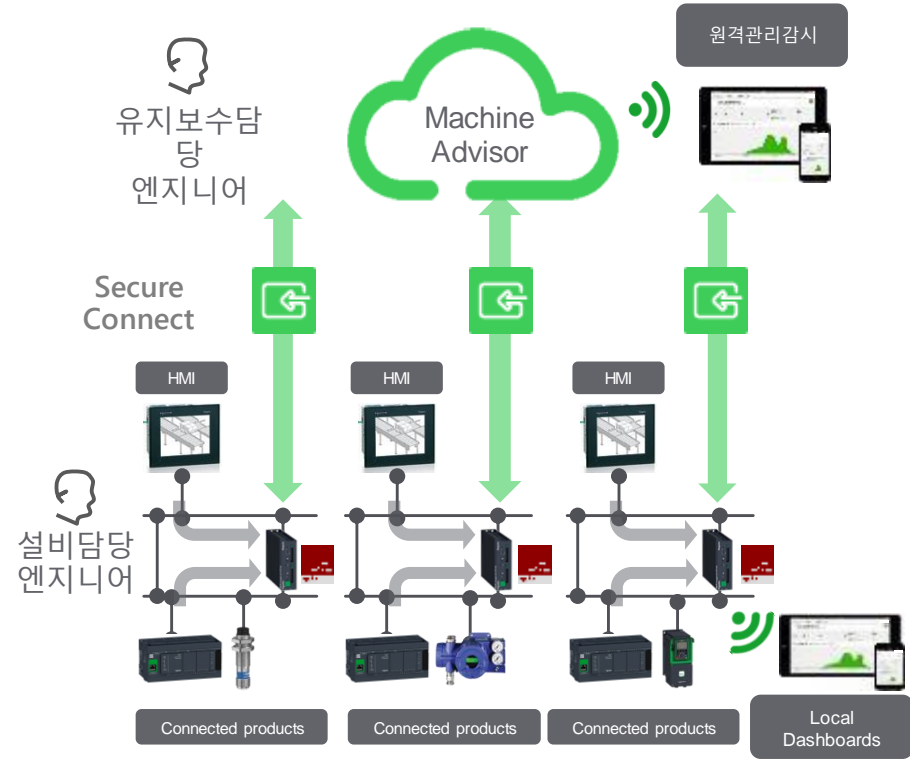 원격관리감시
Machine
Advisor
유지보수담
당
엔지니어
Secure
Connect
HMI
HMI
HMI
설비담당
엔지니어
Connected products
Connected products
Connected products
Local
Dashboards